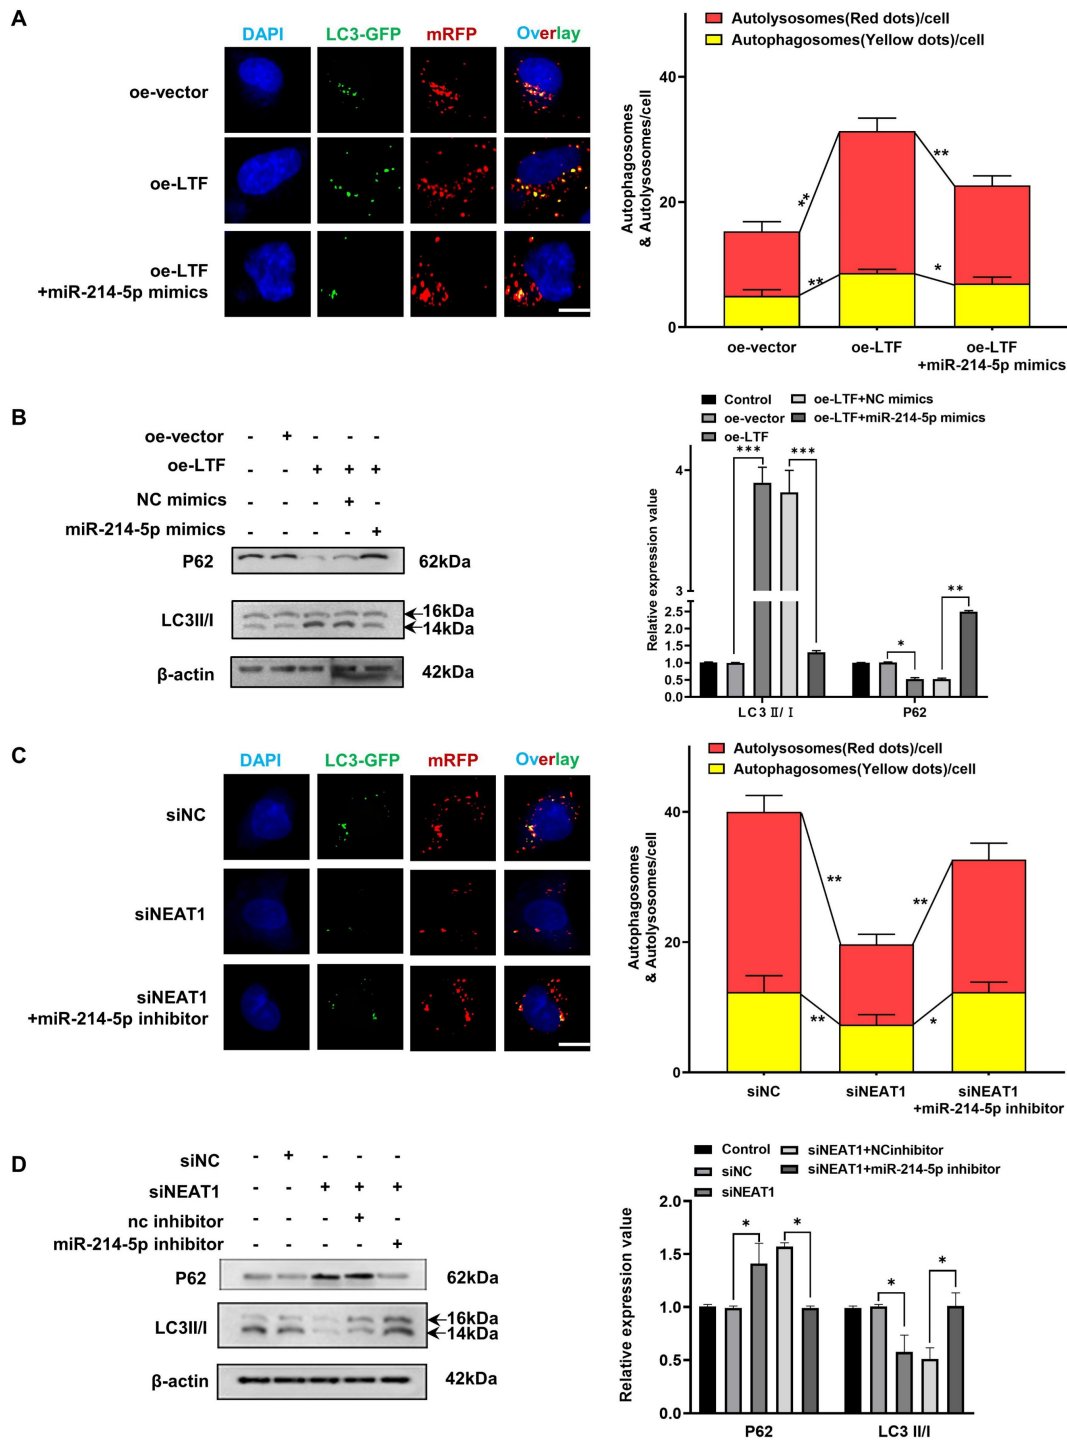 A
DAPI LC3-GFP mRFP Overlay
oe-vector
oe-LTF
oe-LTF
+miR-214-5p mimics
Autolysosomes(Red dots)/cell
Autophagosomes(Yellow dots)/cell
Autophagosomes
& Autolysosomes/cell
40
20
0
** ** ** *
oe-vector oe-LTF oe-LTF
+miR-214-5p mimics
B
oe-vector - + - - -
oe-LTF - - + + +
NC mimics - - - + -
miR-214-5p mimics - - - - +
P62 62kDa
LC3II/I 16kDa
14kDa
β-actin 42kDa
Control
oe-vector
oe-LTF
oe-LTF+NC mimics
oe-LTF+miR-214-5p mimics
Relative expression value
4
3
2.5
2.0
1.5
1.0
0.5
0.0
*** *** * **
LC3 Ⅱ/Ⅰ P62
C
DAPI LC3-GFP mRFP Overlay
siNC
siNEAT1
siNEAT1
+miR-214-5p inhibitor
Autolysosomes(Red dots)/cell
Autophagosomes(Yellow dots)/cell
Autophagosomes
& Autolysosomes/cell
40
20
0
** ** ** *
siNC siNEAT1 siNEAT1
+miR-214-5p inhibitor
D
siNC - + - - -
siNEAT1 - - + + +
nc inhibitor - - - + -
miR-214-5p inhibitor - - - - +
P62 62kDa
LC3II/I 16kDa
14kDa
β-actin 42kDa
Control
siNC
siNEAT1
siNEAT1+NCinhibitor
siNEAT1+miR-214-5p inhibitor
Relative expression value
2.0
1.5
1.0
0.5
0.0
* * * *
P62 LC3 II/I